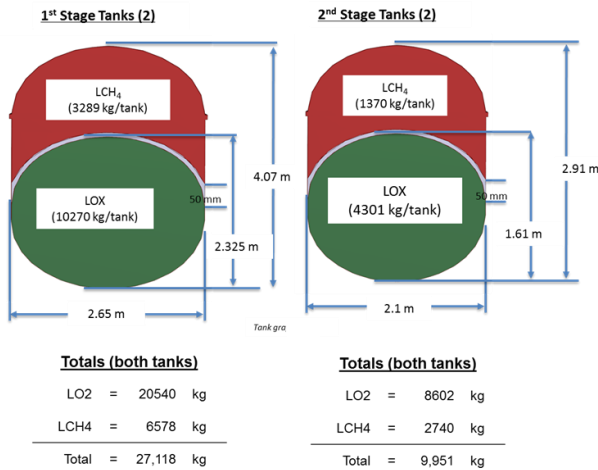 1st Stage Tanks (2)
2nd Stage Tanks (2)
LCH4
(3289 kg/tank)
LOX
(10270 kg/tank)
50 mm
4.07 m
2.325 m
2.65 m
LCH4
(1370 kg/tank)
LOX
(4301 kg/tank)
50 mm
2.91 m
1.61 m
2.1 m
Tank gra
Totals (both tanks)
LO2 = 20540 kg
LCH4 = 6578 kg
Total = 27,118 kg
Totals (both tanks)
LO2 = 8602 kg
LCH4 = 2740 kg
Total = 9,951 kg